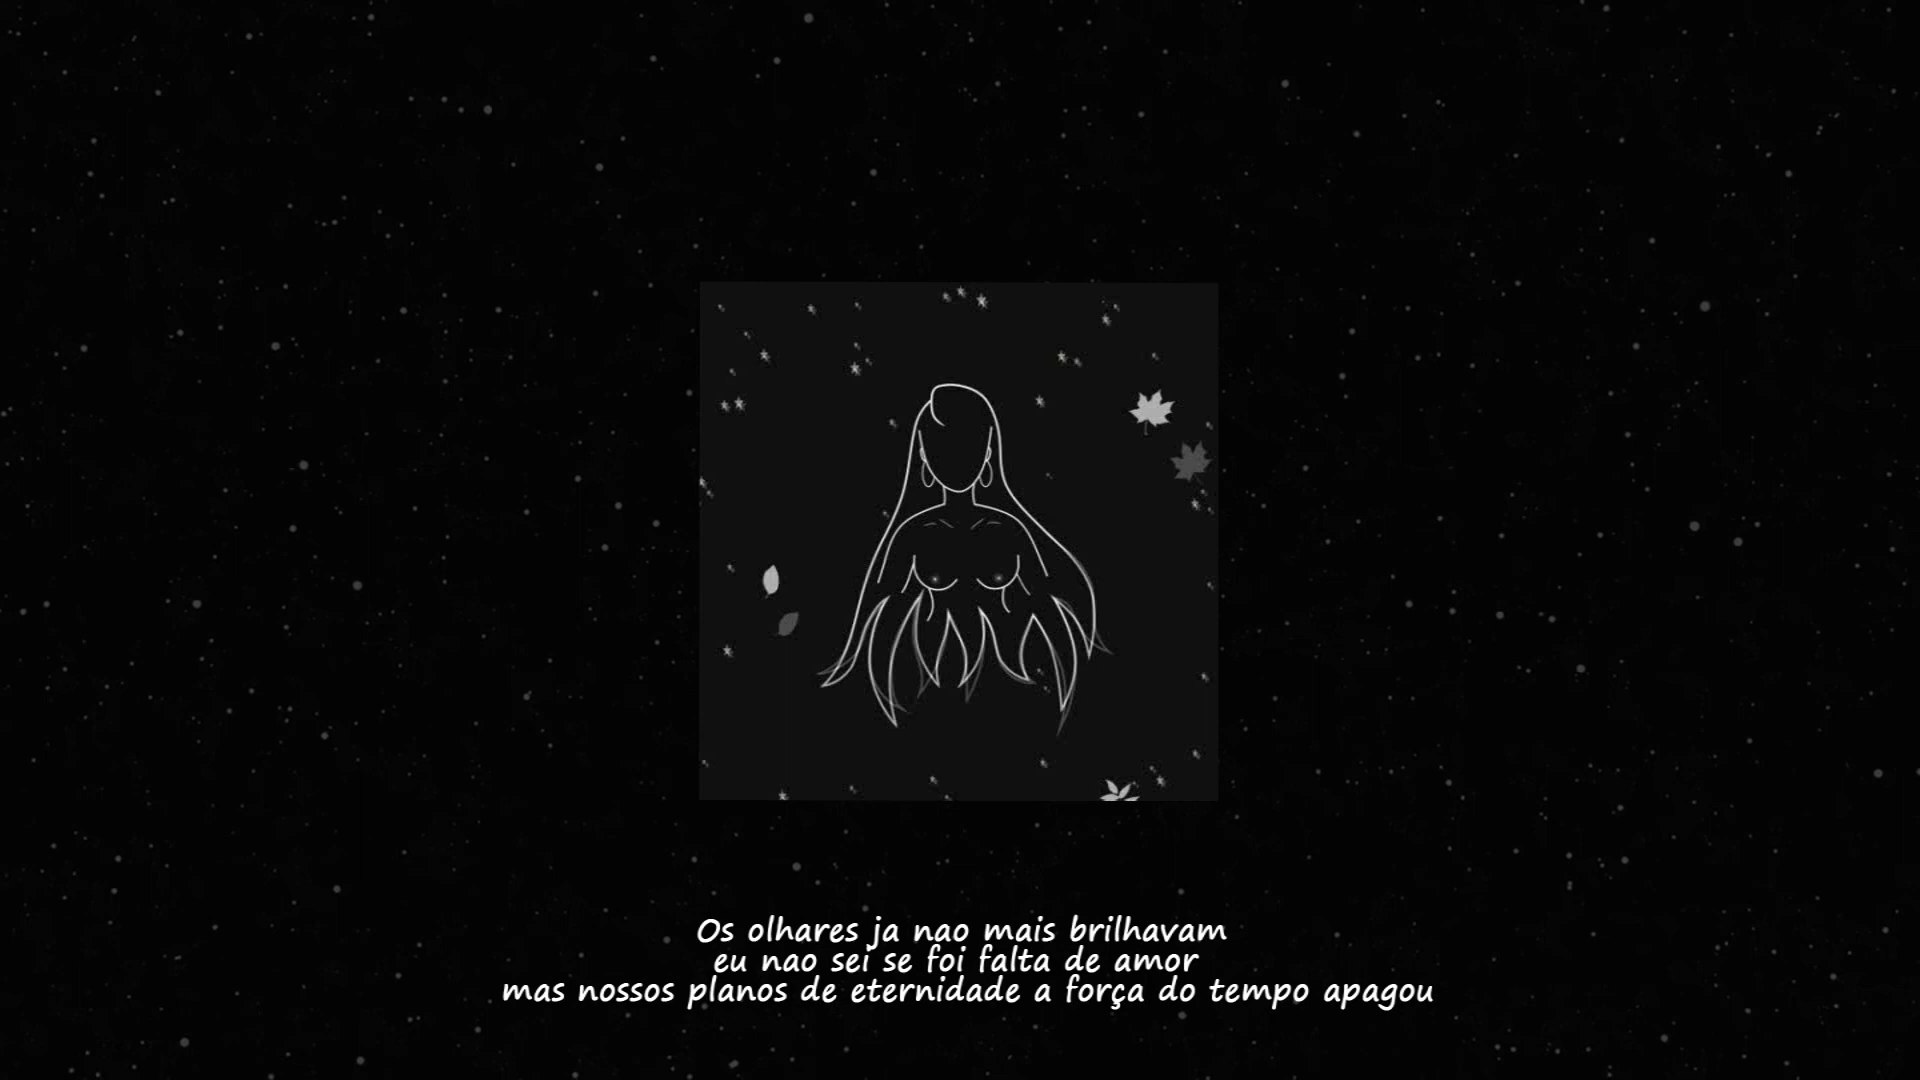 Os olhares ja nao mais brilhavam
eu nao sei se foi falta de amor
mas nossos planos de eternidade a força do tempo apagou